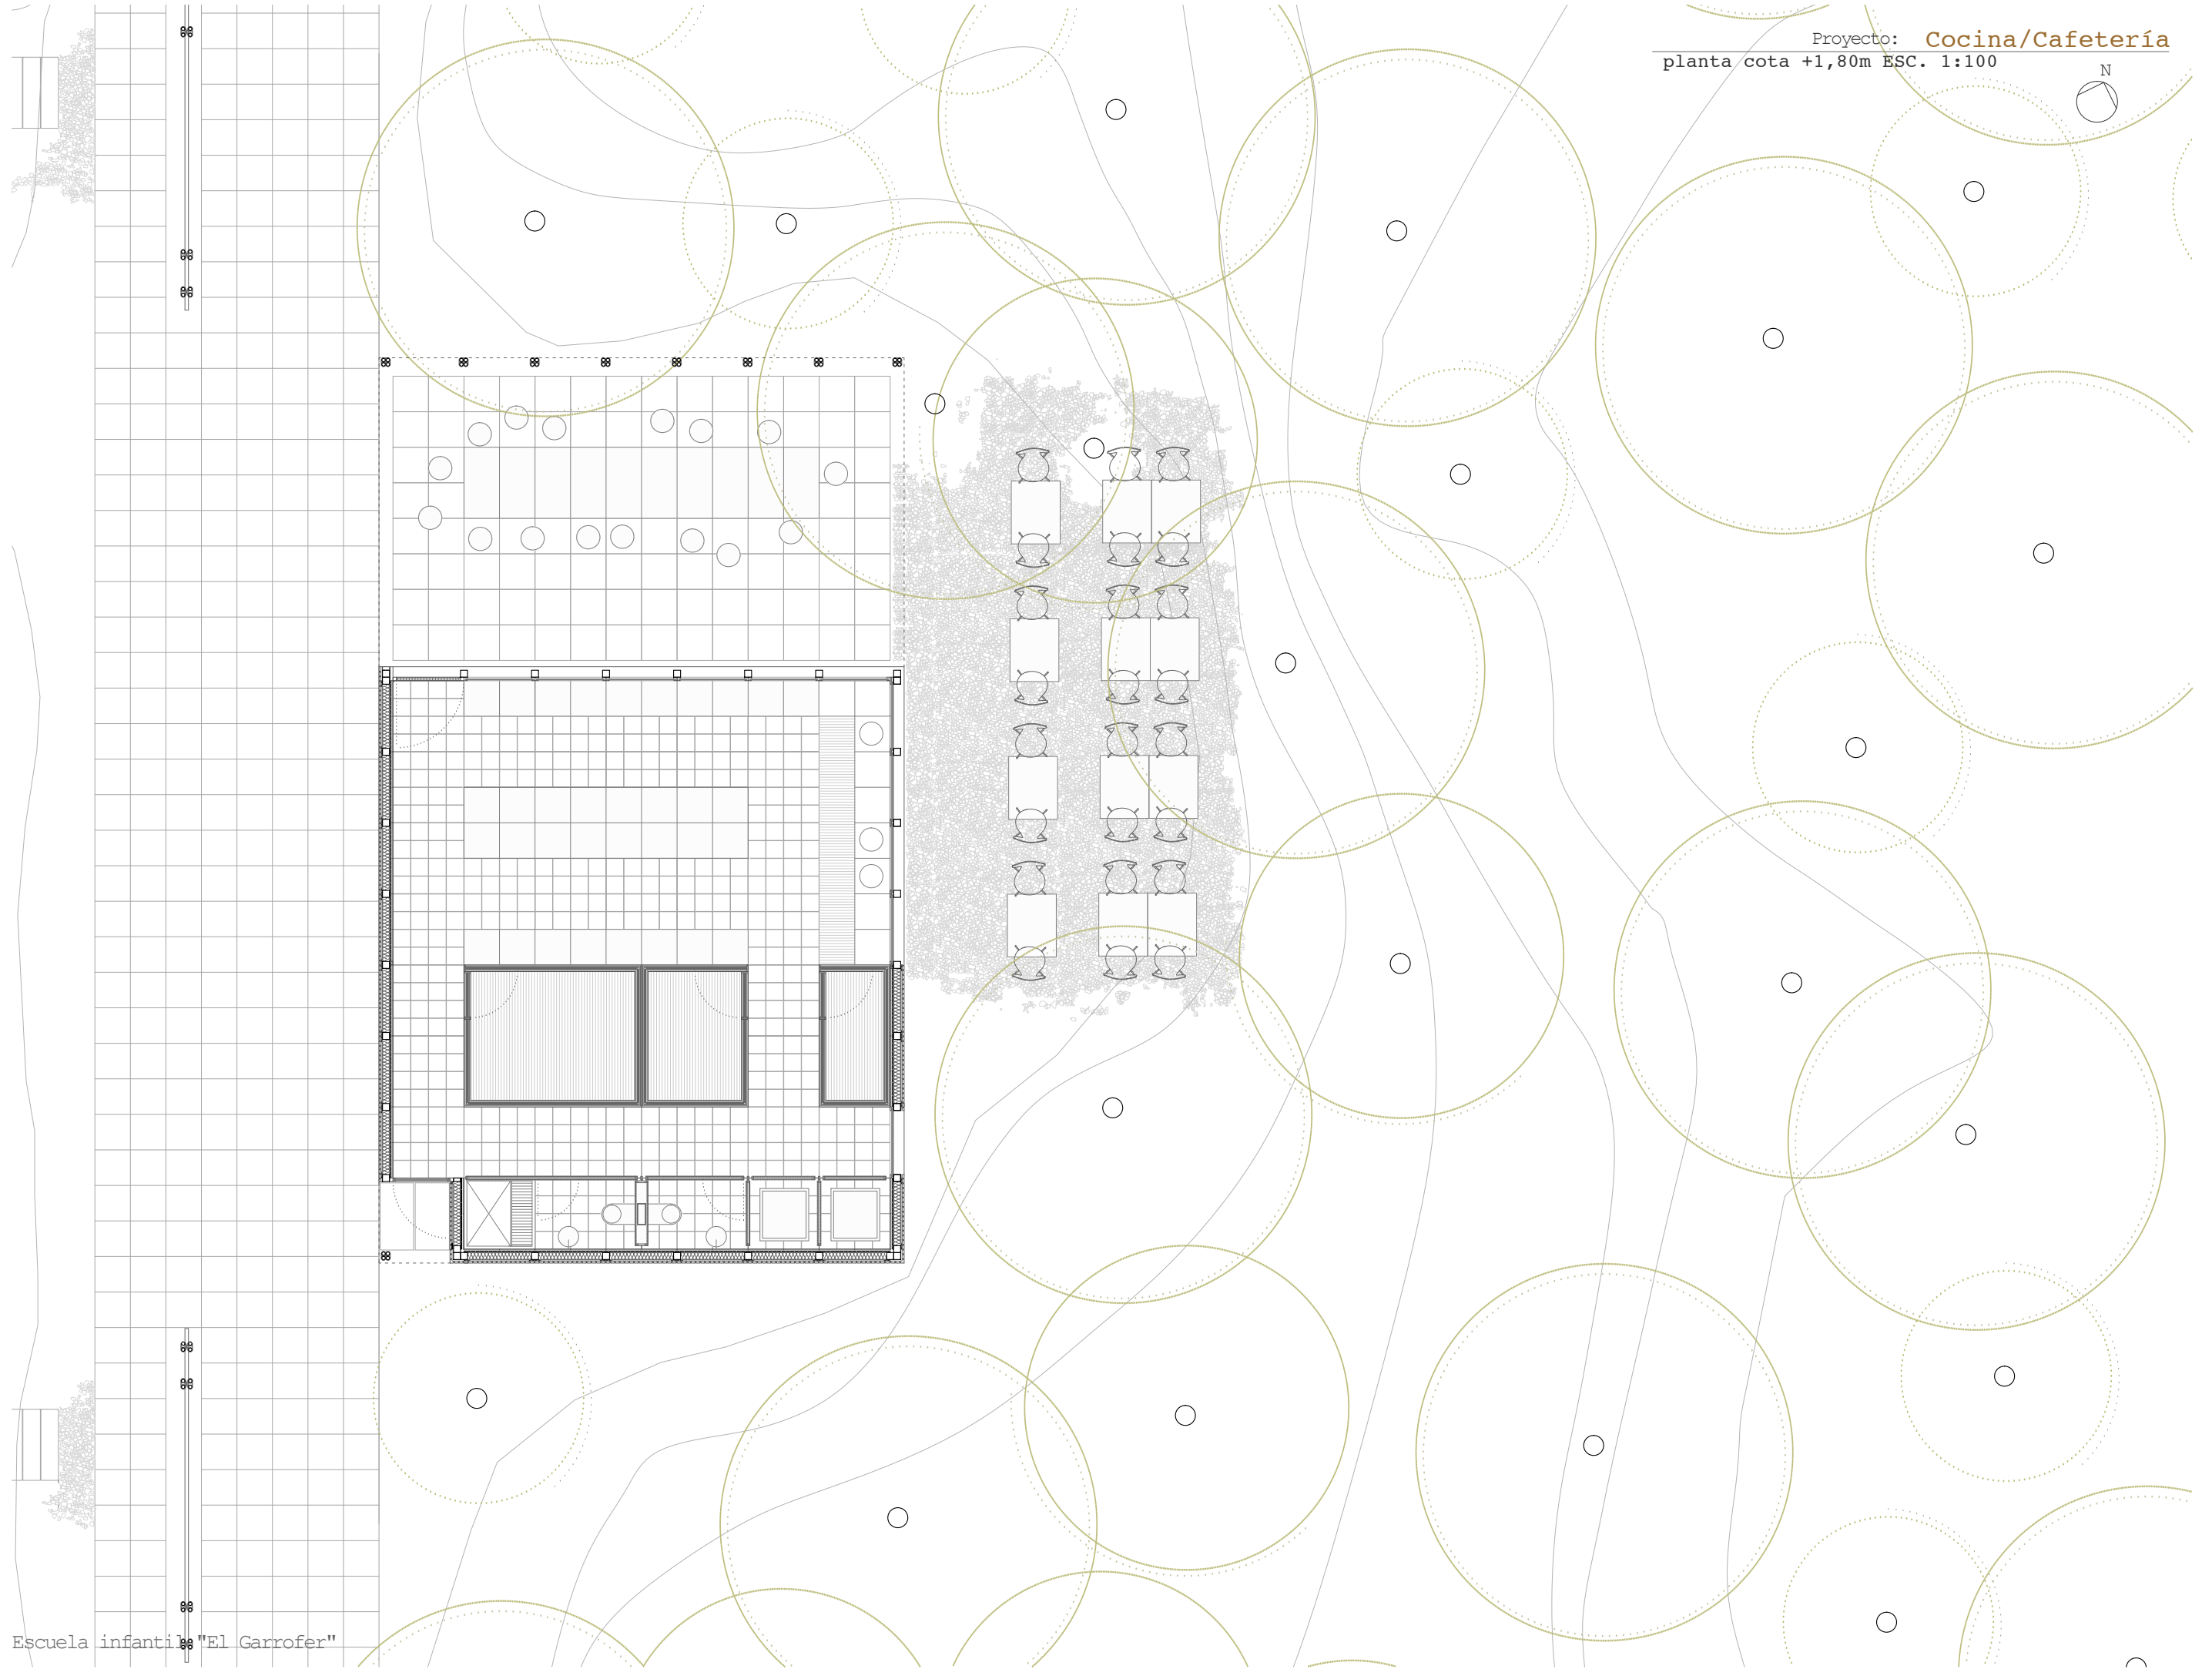 Proyecto: Cocina/Cafetería
planta cota +1,80m ESC. 1:100
N
Escuela infantil "El Garrofer"